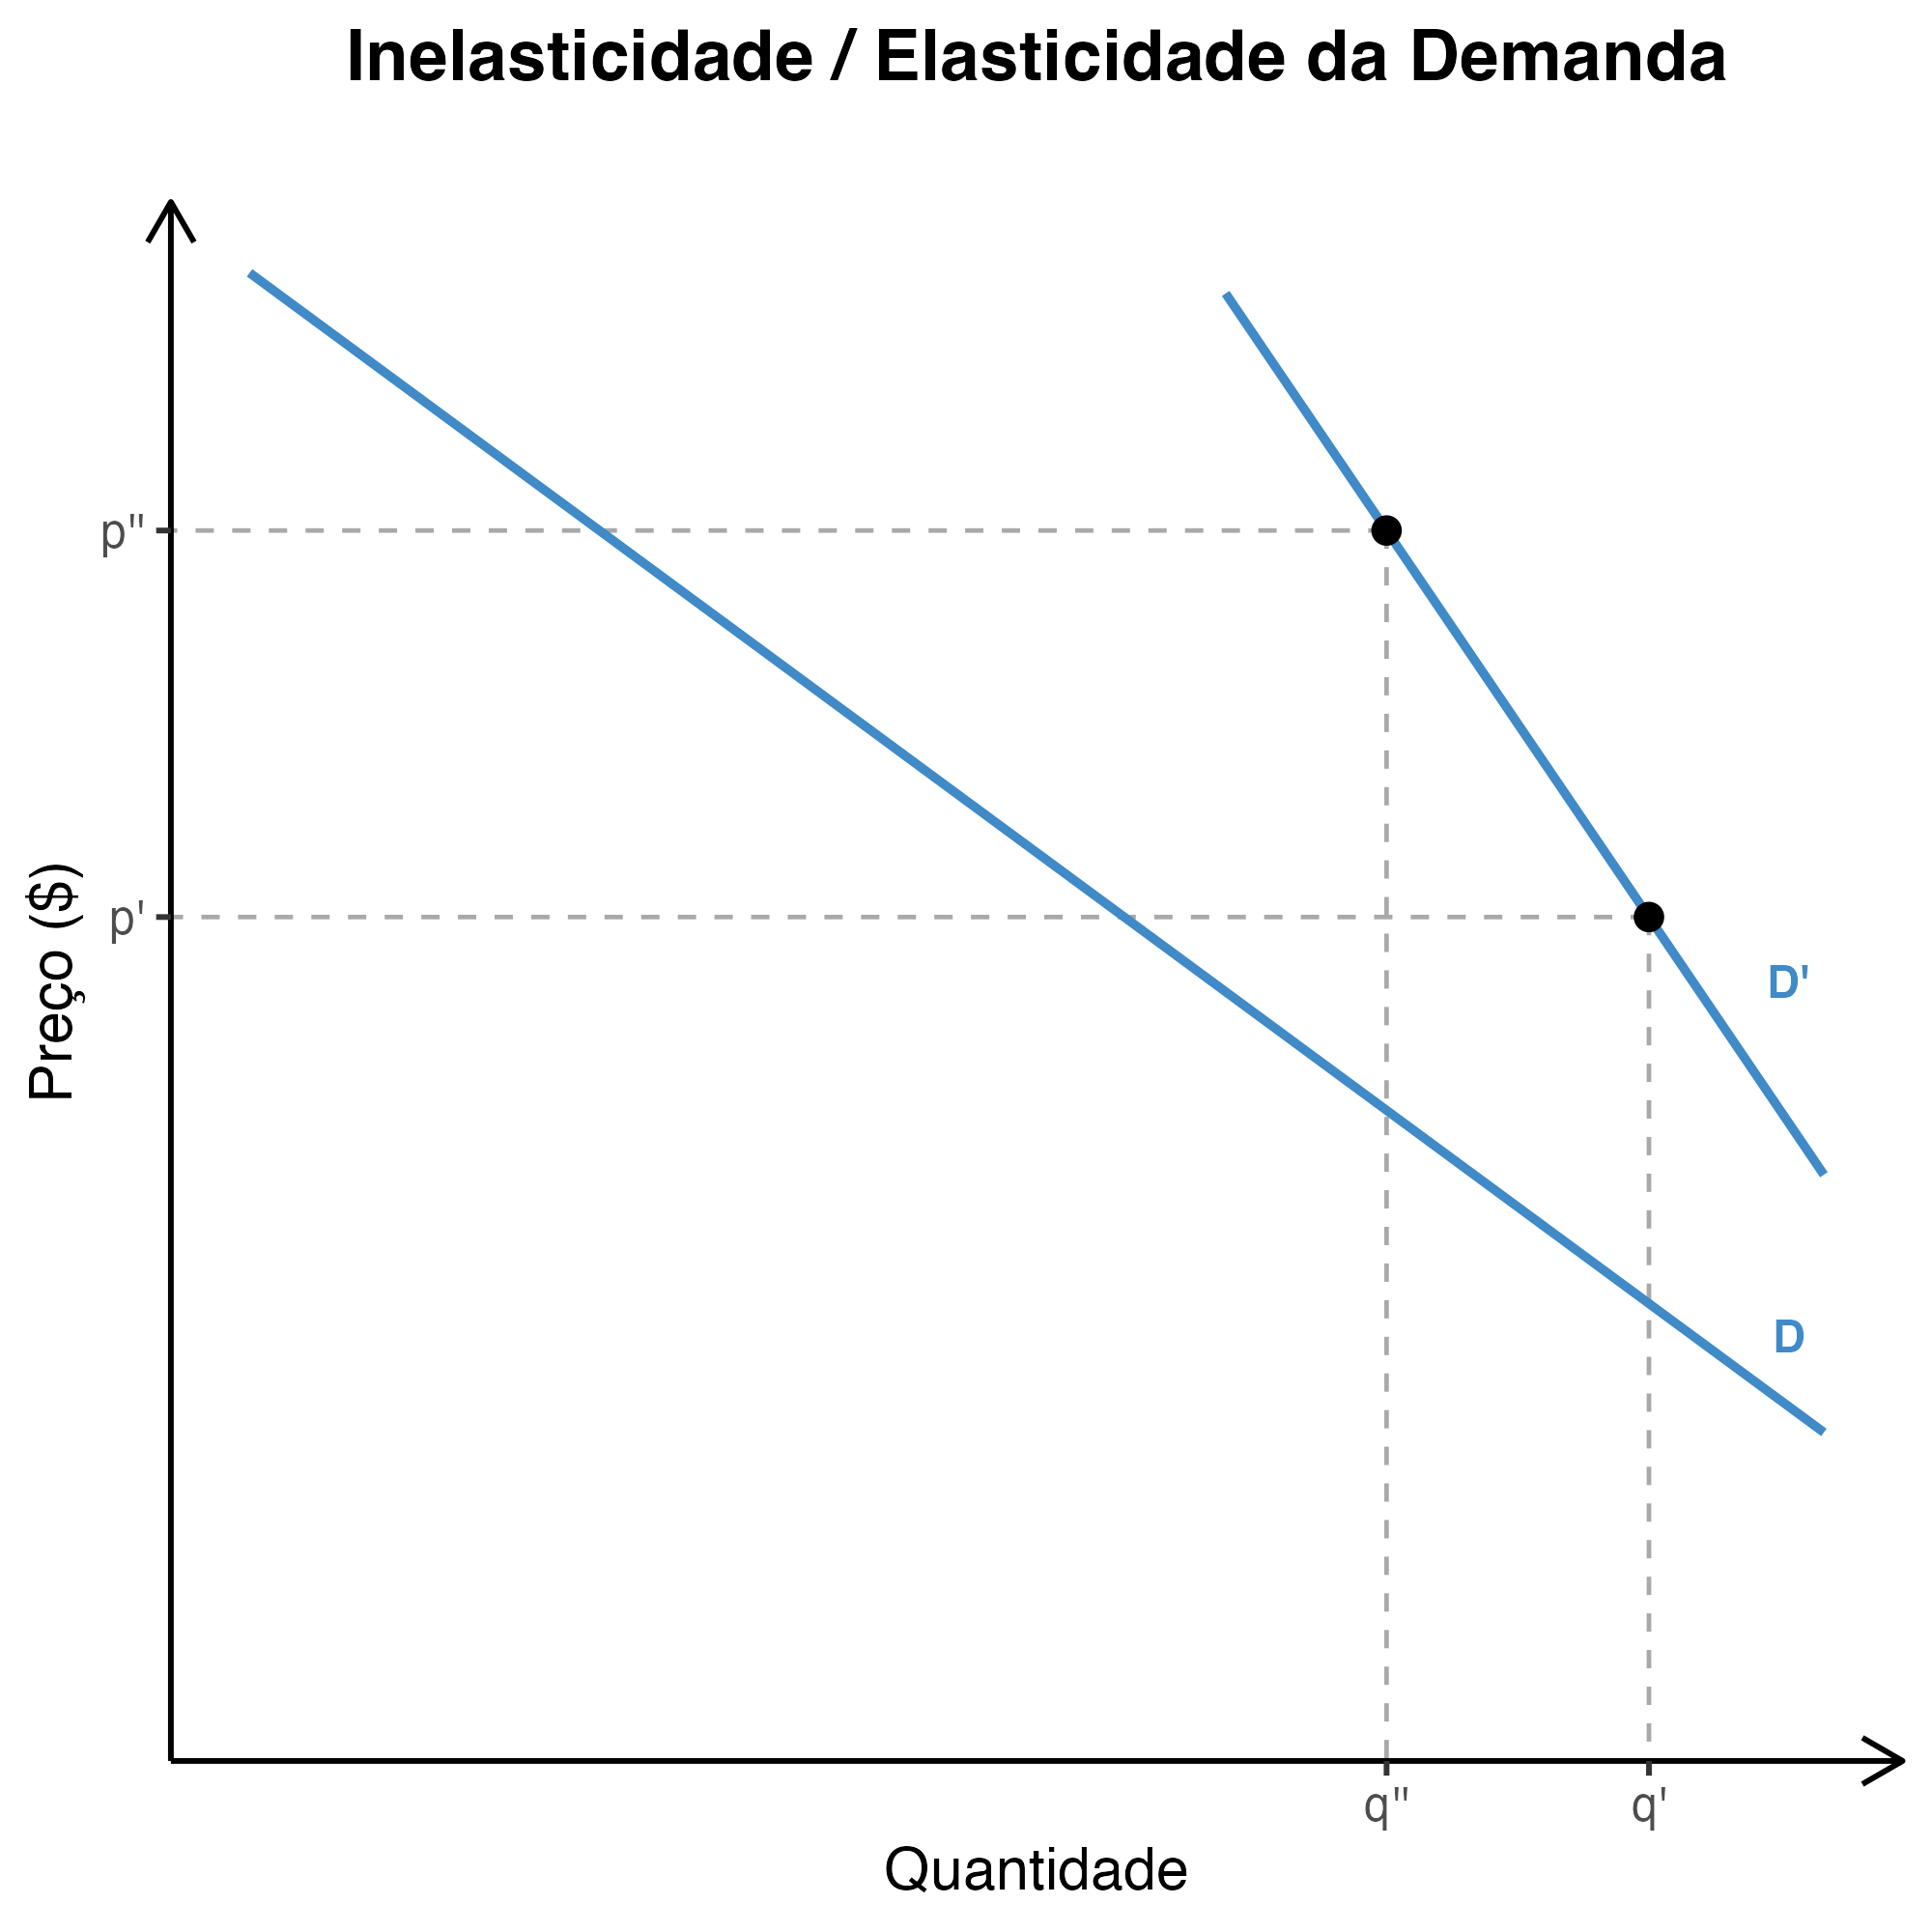 Inelasticidade / Elasticidade da Demanda
p"
p'
Preço ($)
D'
D
q"
q'
Quantidade